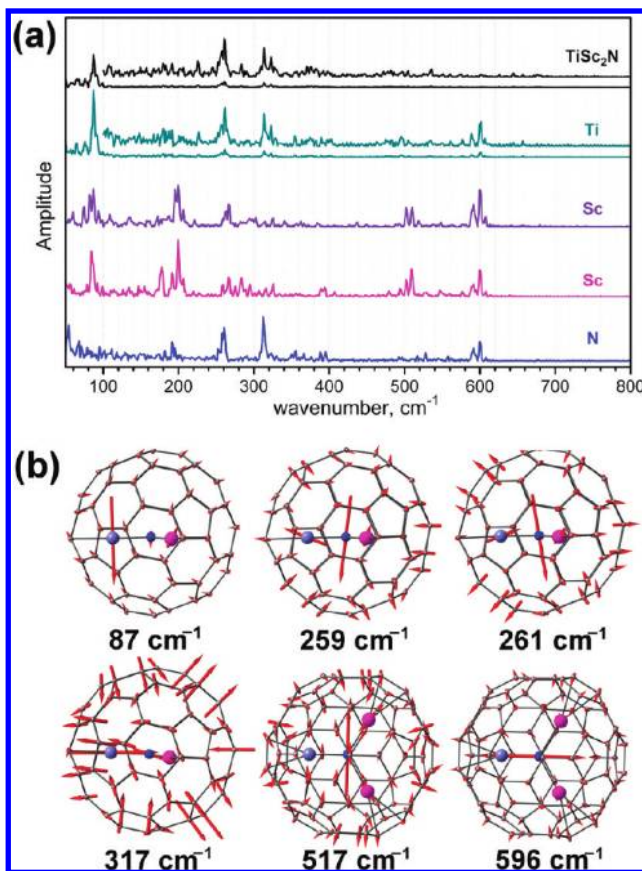 (a)
TiSc₂N
Ti
Sc
Sc
N
Amplitude
100 200 300 400 500 600 700 800
wavenumber, cm⁻¹
(b)
87 cm⁻¹ 259 cm⁻¹ 261 cm⁻¹
317 cm⁻¹ 517 cm⁻¹ 596 cm⁻¹